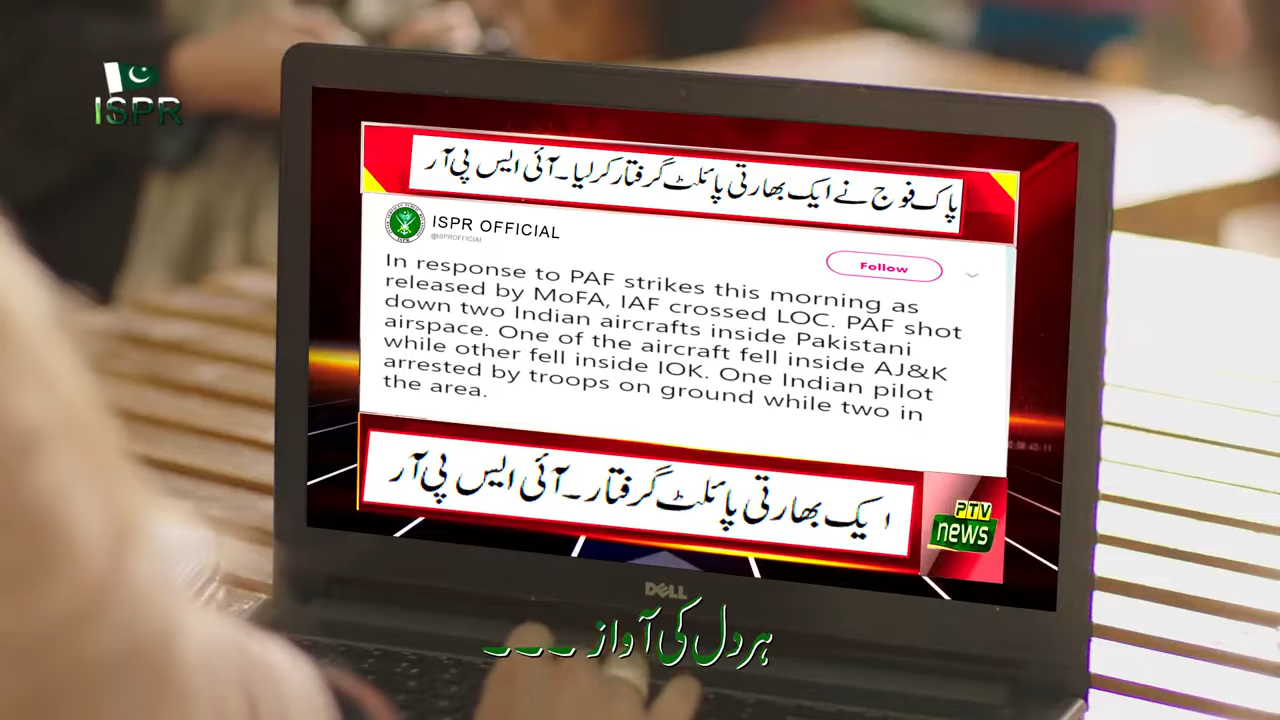 ISPR
پاک فوج نے ایک بھارتی پائلٹ گرفتار کرلیا۔آئی ایس پی آر
ISPR OFFICIAL
@ISPROFFICIAL
Follow
In response to PAF strikes this morning as
released by MoFA, IAF crossed LOC. PAF shot
down two Indian aircrafts inside Pakistani
airspace. One of the aircraft fell inside AJ&K
while other fell inside IOK. One Indian pilot
arrested by troops on ground while two in
the area.
ایک بھارتی پائلٹ گرفتار۔آئی ایس پی آر
PTV
news
DELL
ہر دل کی آواز ۔۔۔